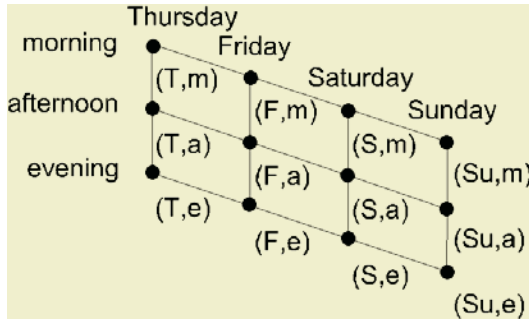 Thursday
morning
Friday
(T,m)
Saturday
afternoon
(F,m)
Sunday
(T,a)
(S,m)
evening
(F,a)
(Su,m)
(T,e)
(S,a)
(F,e)
(Su,a)
(S,e)
(Su,e)